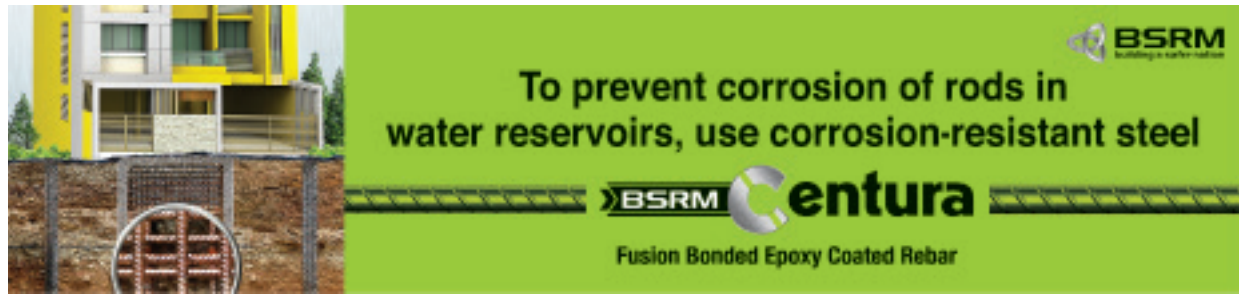 BSRM
building a safer nation
To prevent corrosion of rods in
water reservoirs, use corrosion-resistant steel
BSRM Centura
Fusion Bonded Epoxy Coated Rebar